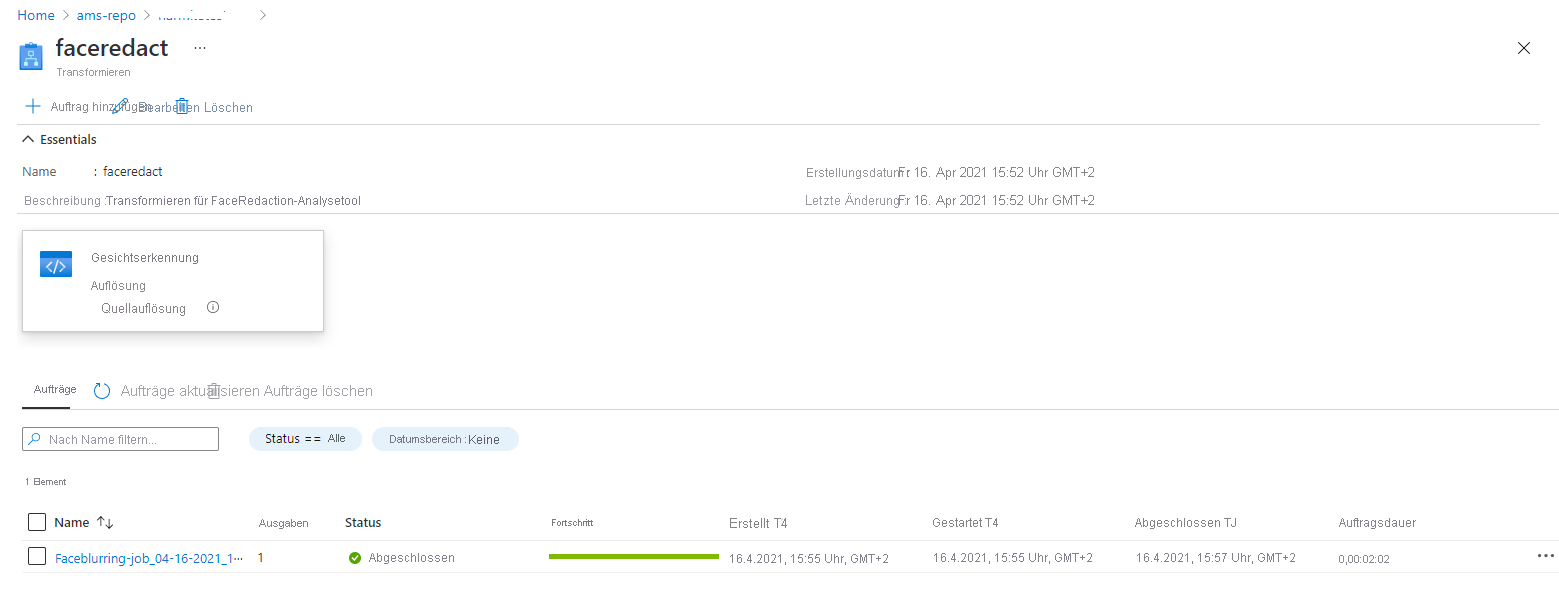 Home > ams-repo > >
faceredact ...
Transformieren
Auftrag hinzufügen Bearbeiten Löschen
Essentials
Name : faceredact
Erstellungsdatum : Fr 16. Apr 2021 15:52 Uhr GMT+2
Beschreibung : Transformieren für FaceRedaction-Analysetool
Letzte Änderung : Fr 16. Apr 2021 15:52 Uhr GMT+2
Gesichtserkennung
Auflösung
Quellauflösung
Aufträge Aufträge aktualisieren Aufträge löschen
Nach Name filtern... Status == Alle Datumsbereich : Keine
1 Element
Name ↑↓ Ausgaben Status Fortschritt Erstellt T4 Gestartet T4 Abgeschlossen TJ Auftragsdauer
Faceblurring-job_04-16-2021_1... 1 Abgeschlossen 16.4.2021, 15:55 Uhr, GMT+2 16.4.2021, 15:55 Uhr, GMT+2 16.4.2021, 15:57 Uhr, GMT+2 0,00:02:02 ...